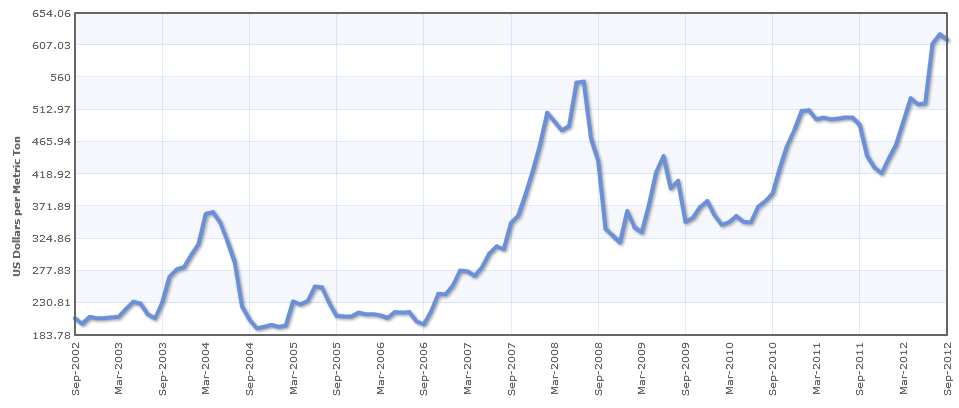 654.06
607.03
560
512.97
465.94
418.92
371.89
324.86
277.83
230.81
183.78
US Dollars per Metric Ton
Sep-2002
Mar-2003
Sep-2003
Mar-2004
Sep-2004
Mar-2005
Sep-2005
Mar-2006
Sep-2006
Mar-2007
Sep-2007
Mar-2008
Sep-2008
Mar-2009
Sep-2009
Mar-2010
Sep-2010
Mar-2011
Sep-2011
Mar-2012
Sep-2012